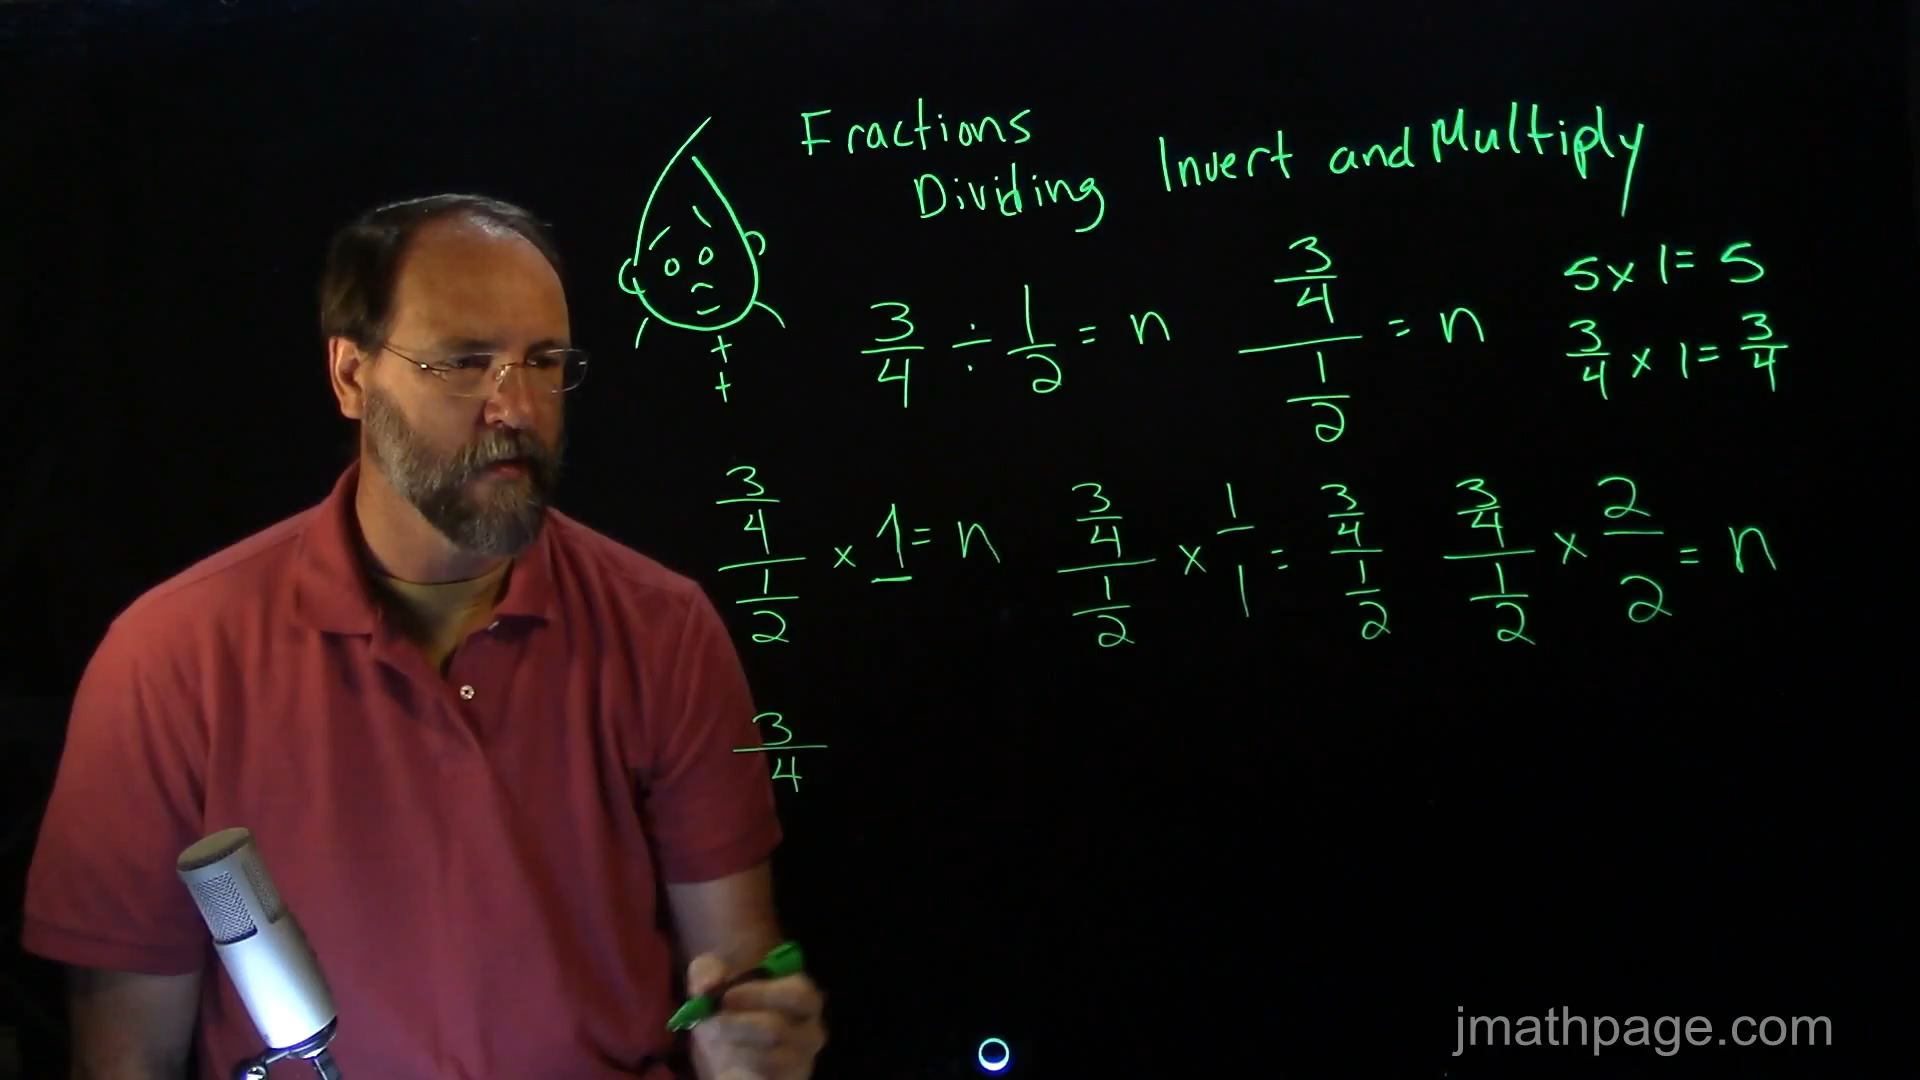 Fractions
Dividing Invert and Multiply
3/4 ÷ 1/2 = n
(3/4)/(1/2) = n
5 x 1 = 5
3/4 x 1 = 3/4
(3/4)/(1/2) x 1 = n
(3/4)/(1/2) x 1/1 = (3/4)/(1/2)
(3/4)/(1/2) x 2/2 = n
3/4
jmathpage.com